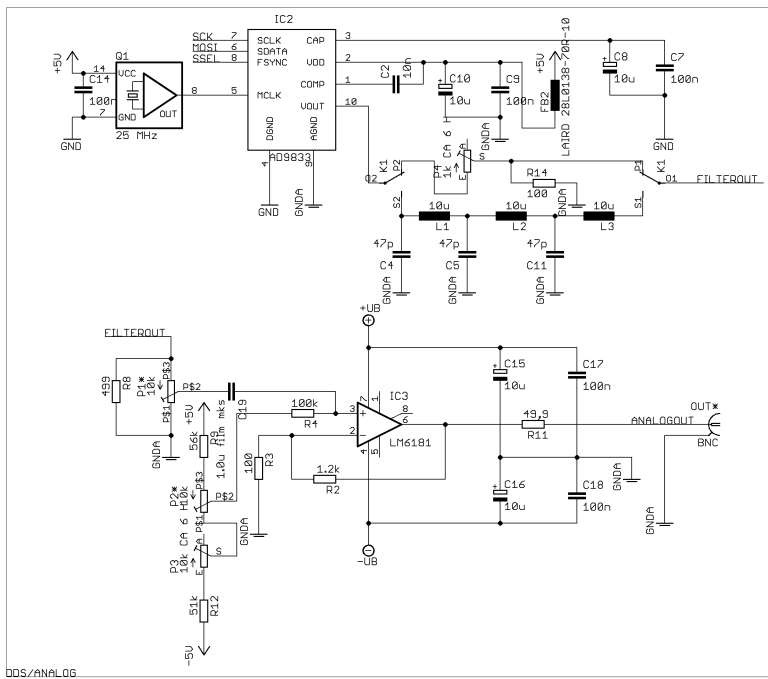 IC2
SCK 7 SCLK CAP 3
MOSI 6 SDATA
SSEL 8 FSYNC VDD 2
COMP 1
5 MCLK VOUT 10
DGND AGND
AD9833
4 9
GND
GNDA
+5V
C14
100n
GND
Q1
14 VCC
7 GND
OUT 8
25 MHz
C2
10n
C10
10u
C9
100n
GNDA
+5V
FB2
LAIRD 28L0138-70R-10
C8
10u
C7
100n
GND
K1
P2
O2
S2
P4
1k
CA 6 H
A
S
E
R14
100
GNDA
P1
K1
O1
S1
FILTEROUT
10u
L1
10u
L2
10u
L3
47p
C4
GNDA
47p
C5
GNDA
47p
C11
GNDA
FILTEROUT
499
R8
P1*
10k
P$3
P$2
P$1
GNDA
C19
1.0u film mks
+5V
56k
R9
P2*
10k
P$3
P$2
P$1
P3
10k
CA 6 H
A
S
E
51k
R12
-5V
100k
R4
100
R3
GNDA
1.2k
R2
+UB
IC3
7 1
3 8
2 6
4 5
LM6181
-UB
C15
10u
C17
100n
C16
10u
C18
100n
GNDA
49,9
R11
ANALOGOUT
OUT*
BNC
GNDA
DDS/ANALOG